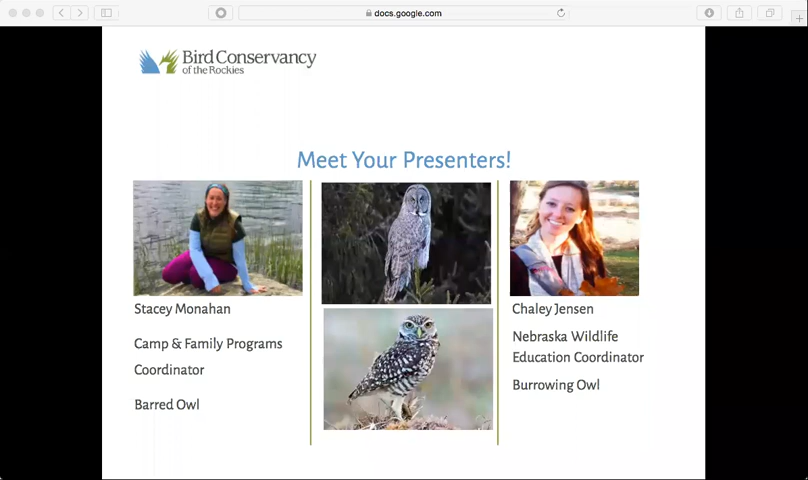 docs.google.com
Bird Conservancy
of the Rockies
Meet Your Presenters!
Stacey Monahan
Camp & Family Programs
Coordinator
Barred Owl
Chaley Jensen
Nebraska Wildlife
Education Coordinator
Burrowing Owl